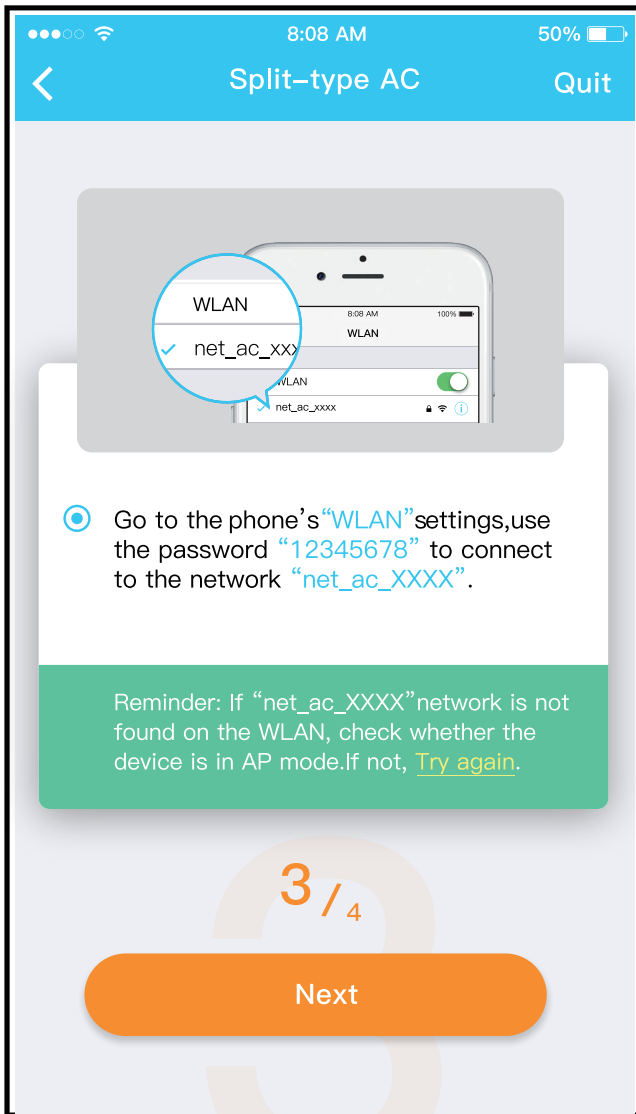 8:08 AM
50%
Split-type AC
Quit
WLAN
net_ac_xxx
8:08 AM
100%
WLAN
WLAN
net_ac_xxxx
Go to the phone's“WLAN”settings,use
the password “12345678” to connect
to the network “net_ac_XXXX”.
Reminder: If “net_ac_XXXX”network is not
found on the WLAN, check whether the
device is in AP mode.If not, Try again.
3
3/4
Next